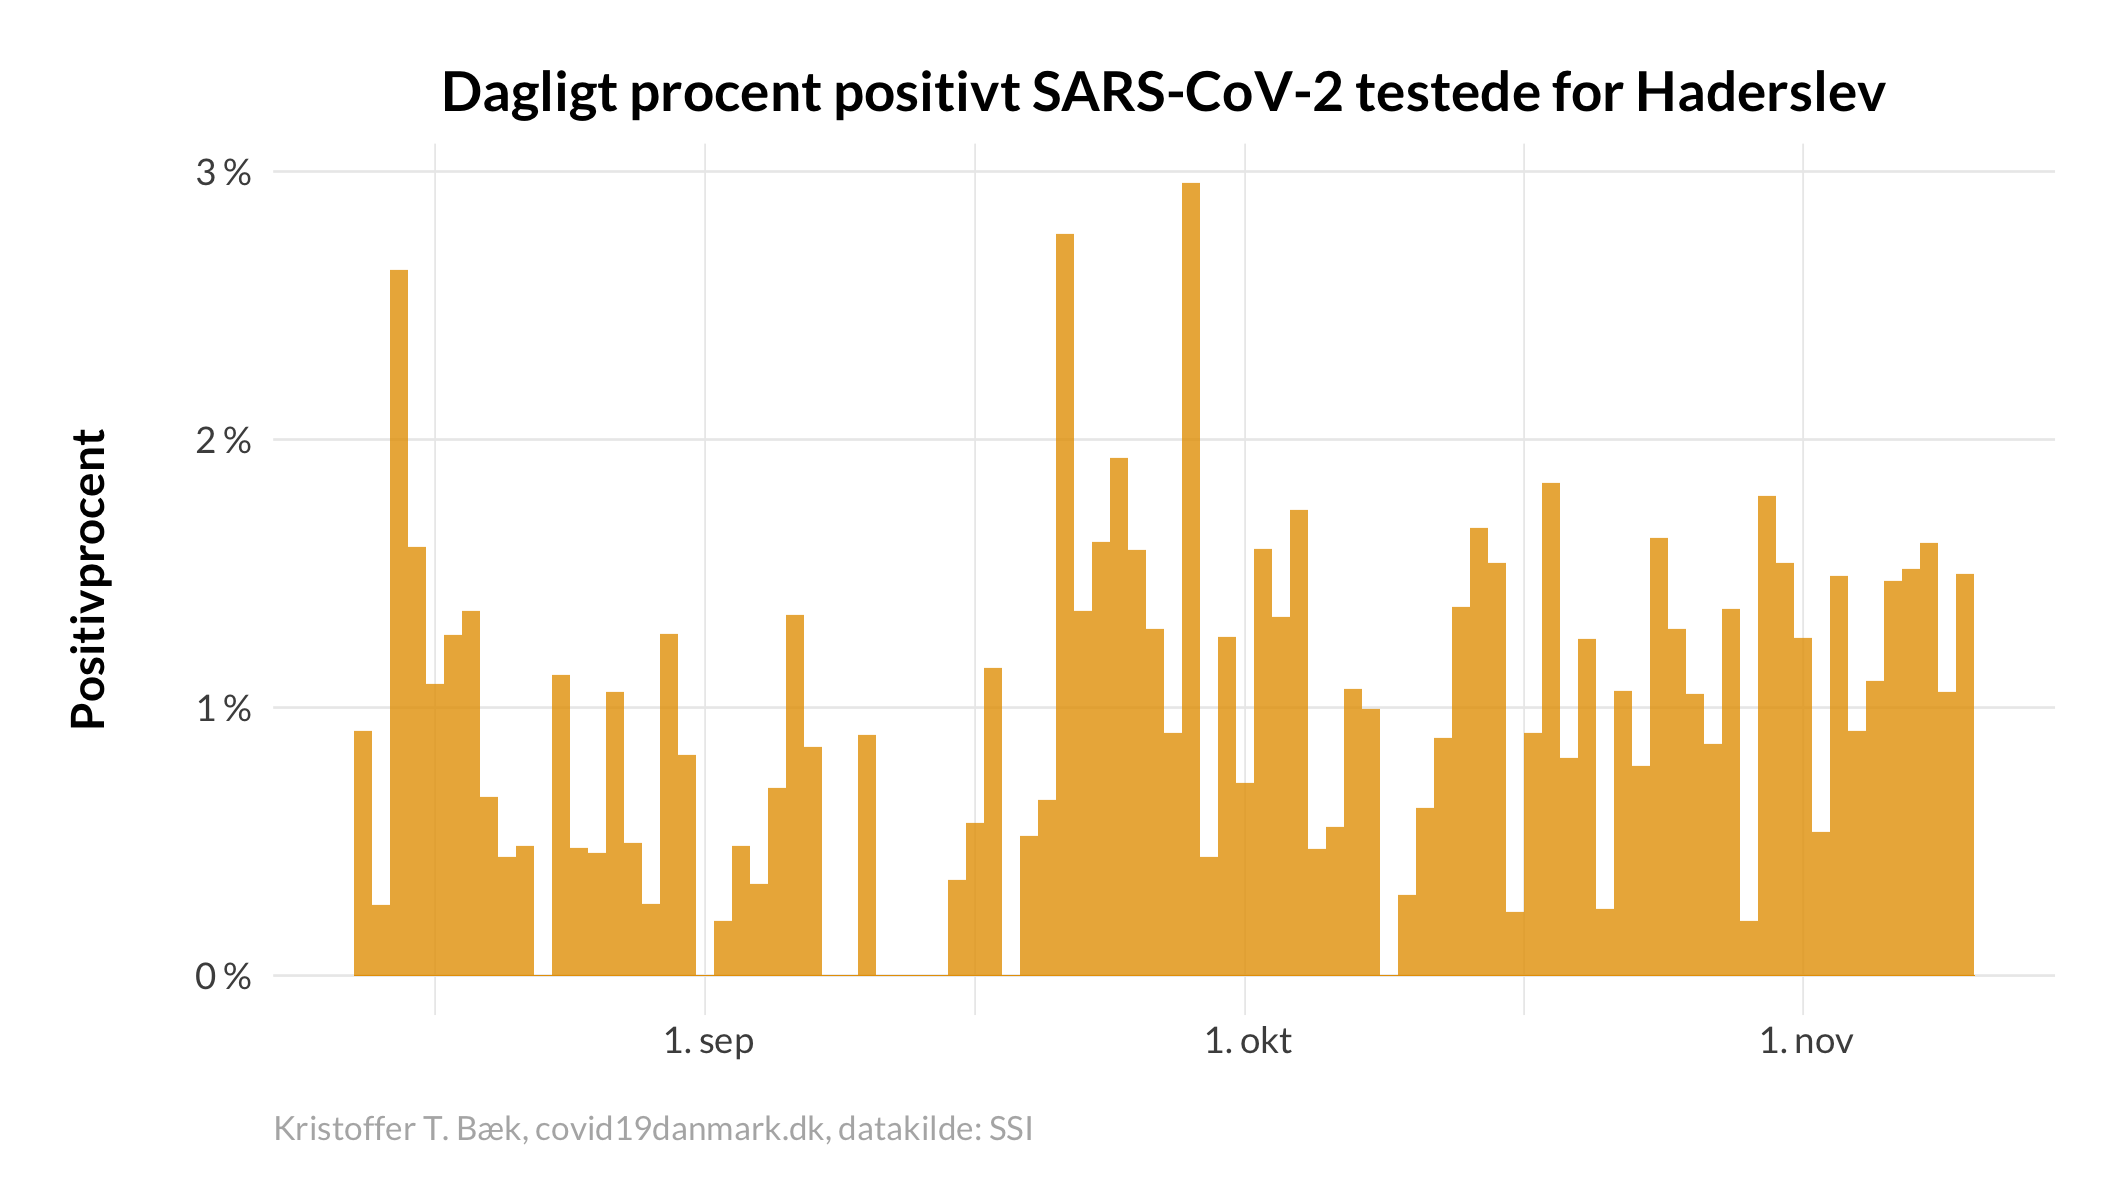 Dagligt procent positivt SARS-CoV-2 testede for Haderslev
Positivprocent
3 %
2 %
1 %
0 %
1. sep
1. okt
1. nov
Kristoffer T. Bæk, covid19danmark.dk, datakilde: SSI